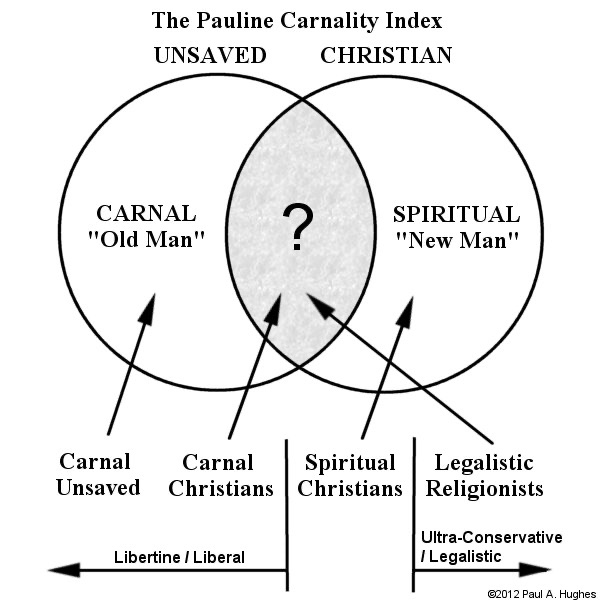 The Pauline Carnality Index
UNSAVED CHRISTIAN
CARNAL
"Old Man"
?
SPIRITUAL
"New Man"
Carnal
Unsaved
Carnal
Christians
Spiritual
Christians
Legalistic
Religionists
Libertine / Liberal
Ultra-Conservative
/ Legalistic
©2012 Paul A. Hughes